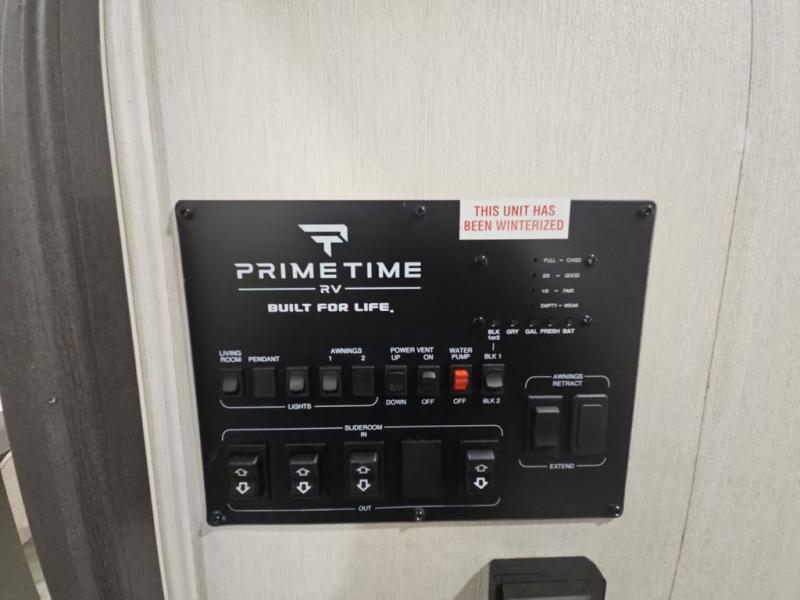 THIS UNIT HAS
BEEN WINTERIZED
PRIME TIME
RV
BUILT FOR LIFE.
FULL - CHGD
2/3 - GOOD
1/3 - FAIR
EMPTY - WEAK
BLK GRY GAL FRESH BAT
1or2
LIVING
ROOM PENDANT
AWNINGS
1 2
LIGHTS
POWER VENT
UP ON
DOWN OFF
WATER
PUMP
OFF
BLK 1
BLK 2
AWNINGS
RETRACT
EXTEND
SLIDEROOM
IN
OUT